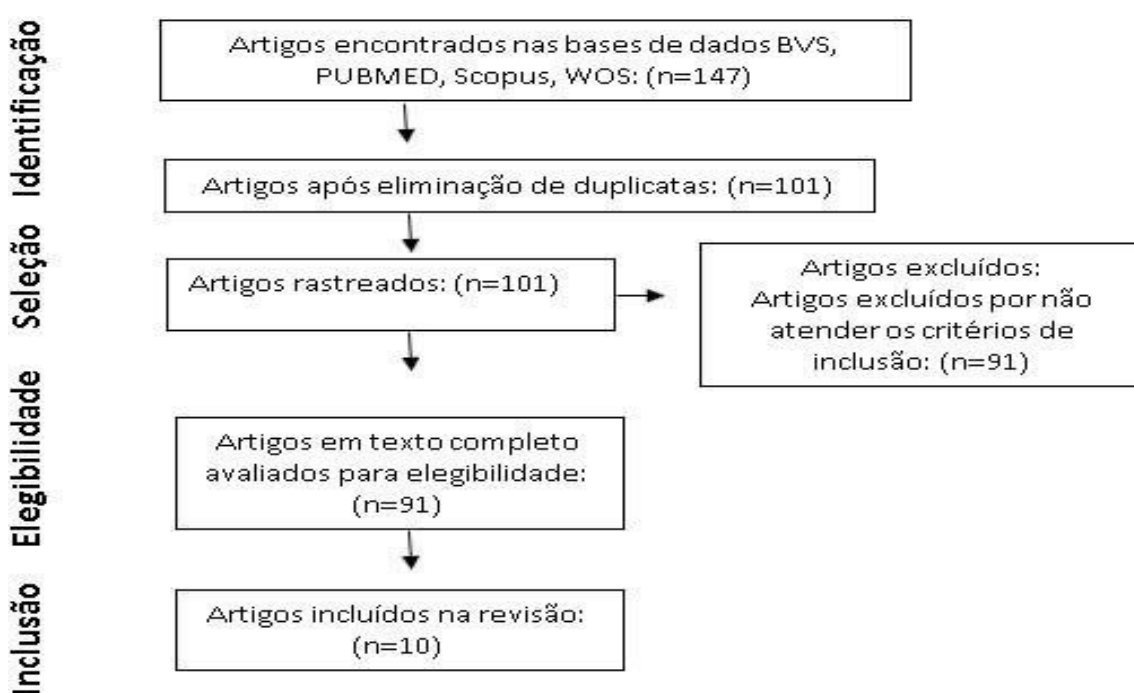 Identificação
Artigos encontrados nas bases de dados BVS,
PUBMED, Scopus, WOS: (n=147)
Artigos após eliminação de duplicatas: (n=101)
Seleção
Artigos rastreados: (n=101)
Artigos excluídos:
Artigos excluídos por não
atender os critérios de
inclusão: (n=91)
Elegibilidade
Artigos em texto completo
avaliados para elegibilidade:
(n=91)
Inclusão
Artigos incluídos na revisão:
(n=10)